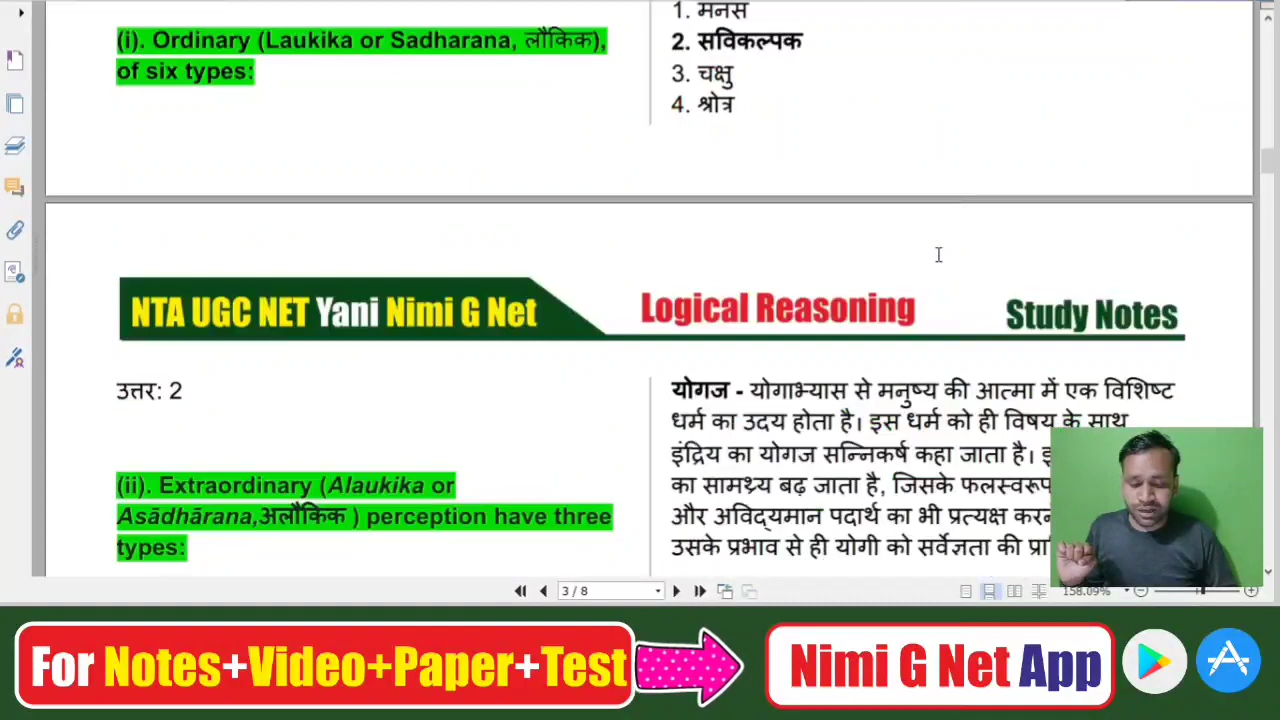 (i). Ordinary (Laukika or Sadharana, लौकिक),
of six types:
1. मनस
2. सविकल्पक
3. चक्षु
4. श्रोत्र
NTA UGC NET Yani Nimi G Net
Logical Reasoning
Study Notes
उत्तर: 2
(ii). Extraordinary (Alaukika or
Asādhārana,अलौकिक ) perception have three
types:
योगज - योगाभ्यास से मनुष्य की आत्मा में एक विशिष्ट
धर्म का उदय होता है। इस धर्म को ही विषय के साथ
इंद्रिय का योगज सन्निकर्ष कहा जाता है।
का सामर्थ्य बढ़ जाता है, जिसके फलस्वरूप
और अविद्यमान पदार्थ का भी प्रत्यक्ष
उसके प्रभाव से ही योगी को सर्वेज्ञता की
3 / 8
158.09%
For Notes+Video+Paper+Test
Nimi G Net App